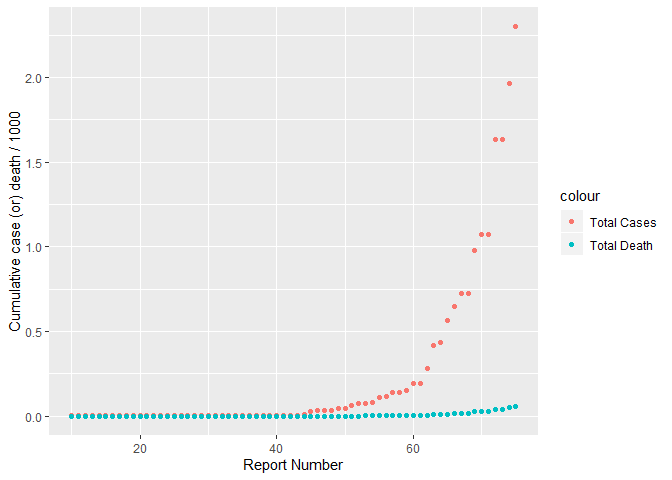 Cumulative case (or) death / 1000
2.0
1.5
1.0
0.5
0.0
20
40
60
Report Number
colour
Total Cases
Total Death